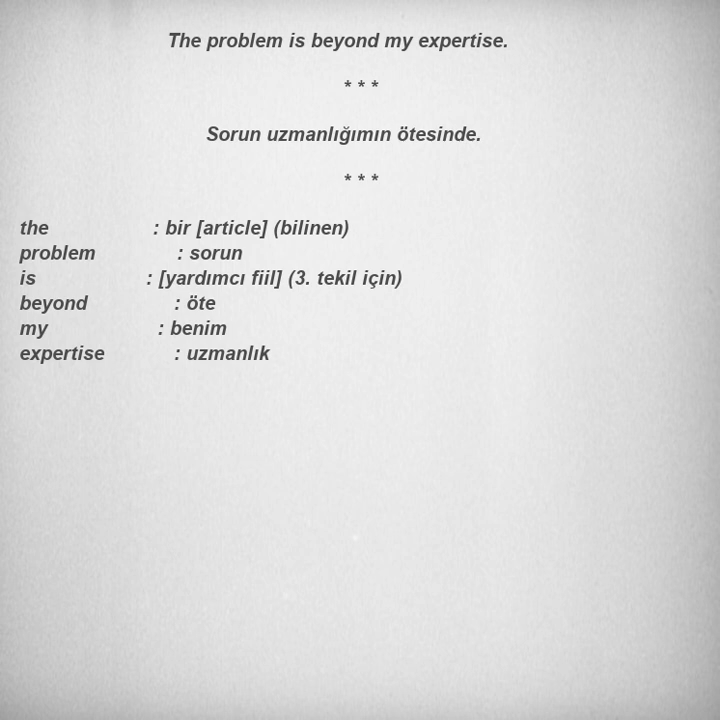 The problem is beyond my expertise.
* * *
Sorun uzmanlığımın ötesinde.
* * *
the : bir [article] (bilinen)
problem : sorun
is : [yardımcı fiil] (3. tekil için)
beyond : öte
my : benim
expertise : uzmanlık